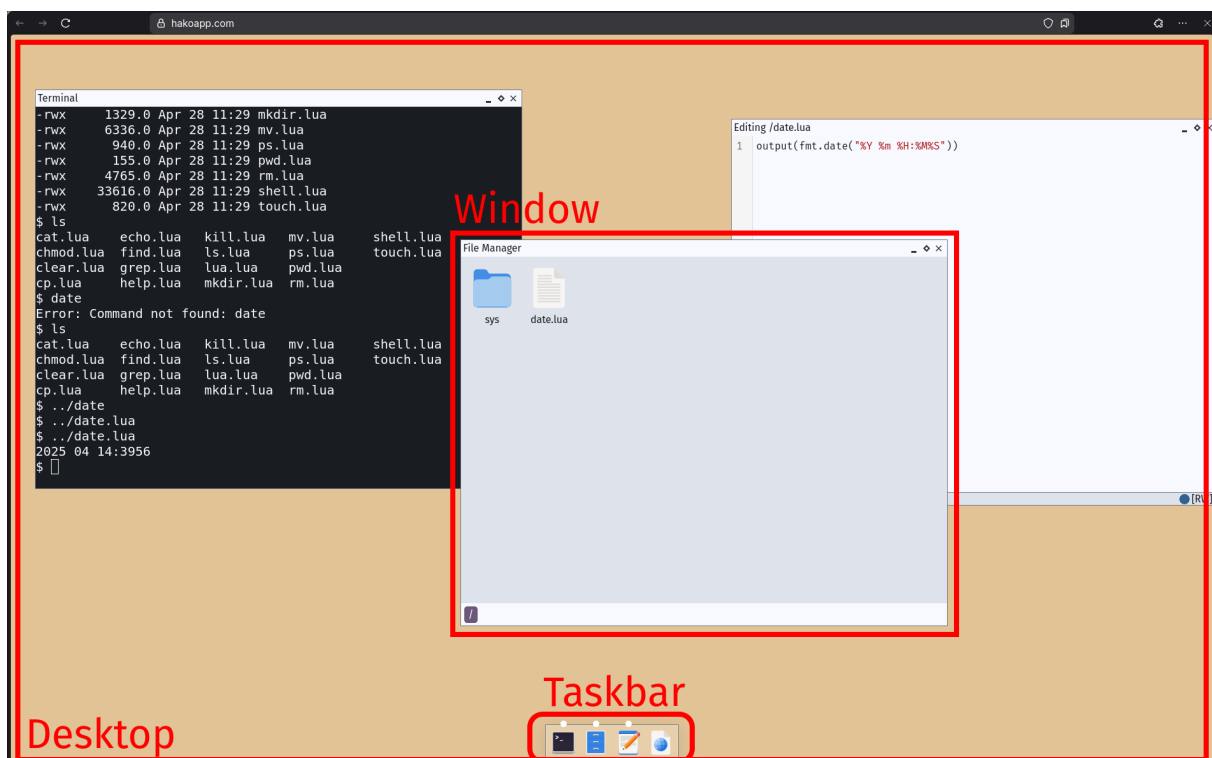 hakoapp.com
Terminal
-rwx     1329.0 Apr 28 11:29 mkdir.lua
-rwx     6336.0 Apr 28 11:29 mv.lua
-rwx      940.0 Apr 28 11:29 ps.lua
-rwx      155.0 Apr 28 11:29 pwd.lua
-rwx     4765.0 Apr 28 11:29 rm.lua
-rwx    33616.0 Apr 28 11:29 shell.lua
-rwx      820.0 Apr 28 11:29 touch.lua
$ ls
cat.lua    echo.lua   kill.lua   mv.lua     shell.lua
chmod.lua  find.lua   ls.lua     ps.lua     touch.lua
clear.lua  grep.lua   lua.lua    pwd.lua
cp.lua     help.lua   mkdir.lua  rm.lua
$ date
Error: Command not found: date
$ ls
cat.lua    echo.lua   kill.lua   mv.lua     shell.lua
chmod.lua  find.lua   ls.lua     ps.lua     touch.lua
clear.lua  grep.lua   lua.lua    pwd.lua
cp.lua     help.lua   mkdir.lua  rm.lua
$ ../date
$ ../date.lua
$ ../date.lua
2025 04 14:3956
$
Editing /date.lua
1 output(fmt.date("%Y %m %H:%M%S"))
Window
File Manager
sys
date.lua
/
Taskbar
>_
Desktop